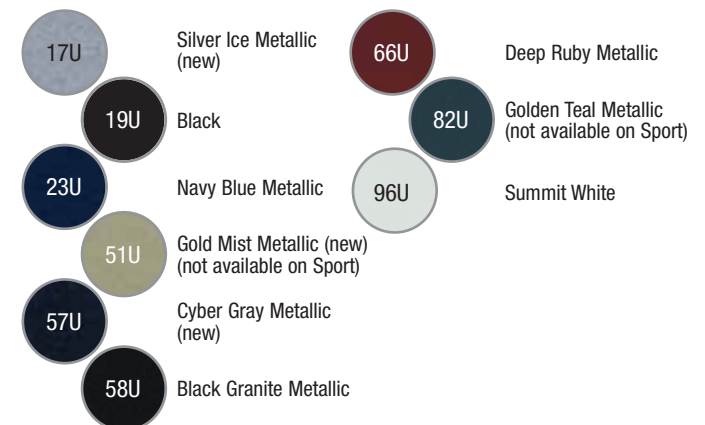 17U
Silver Ice Metallic
(new)
19U
Black
23U
Navy Blue Metallic
51U
Gold Mist Metallic (new)
(not available on Sport)
57U
Cyber Gray Metallic
(new)
58U
Black Granite Metallic
66U
Deep Ruby Metallic
82U
Golden Teal Metallic
(not available on Sport)
96U
Summit White